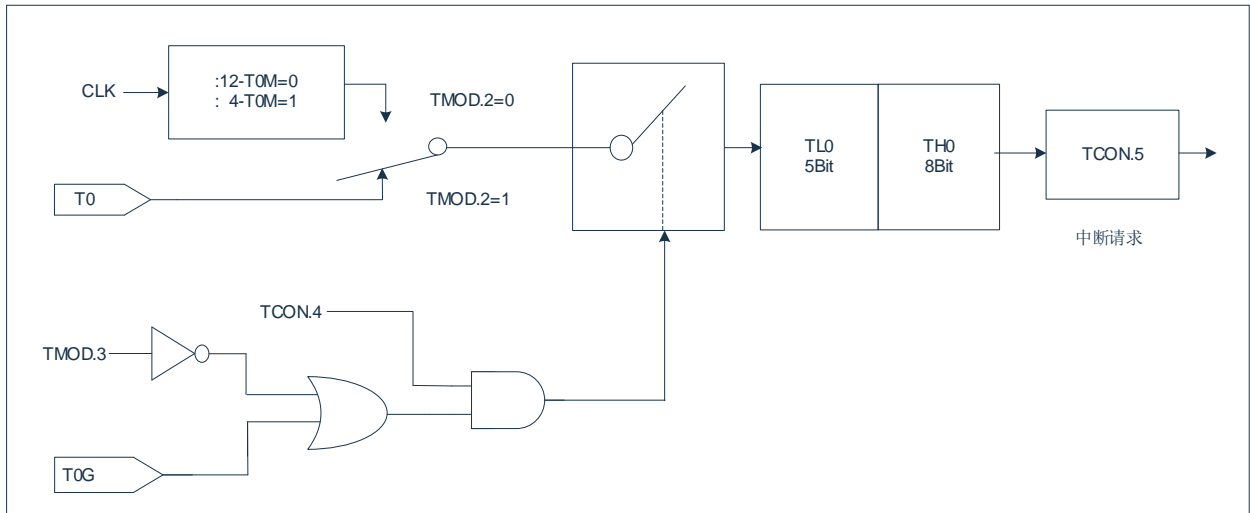 :12-T0M=0
: 4-T0M=1
CLK
TMOD.2=0
TMOD.2=1
T0
TL0
5Bit
TH0
8Bit
TCON.5
中断请求
TCON.4
TMOD.3
T0G